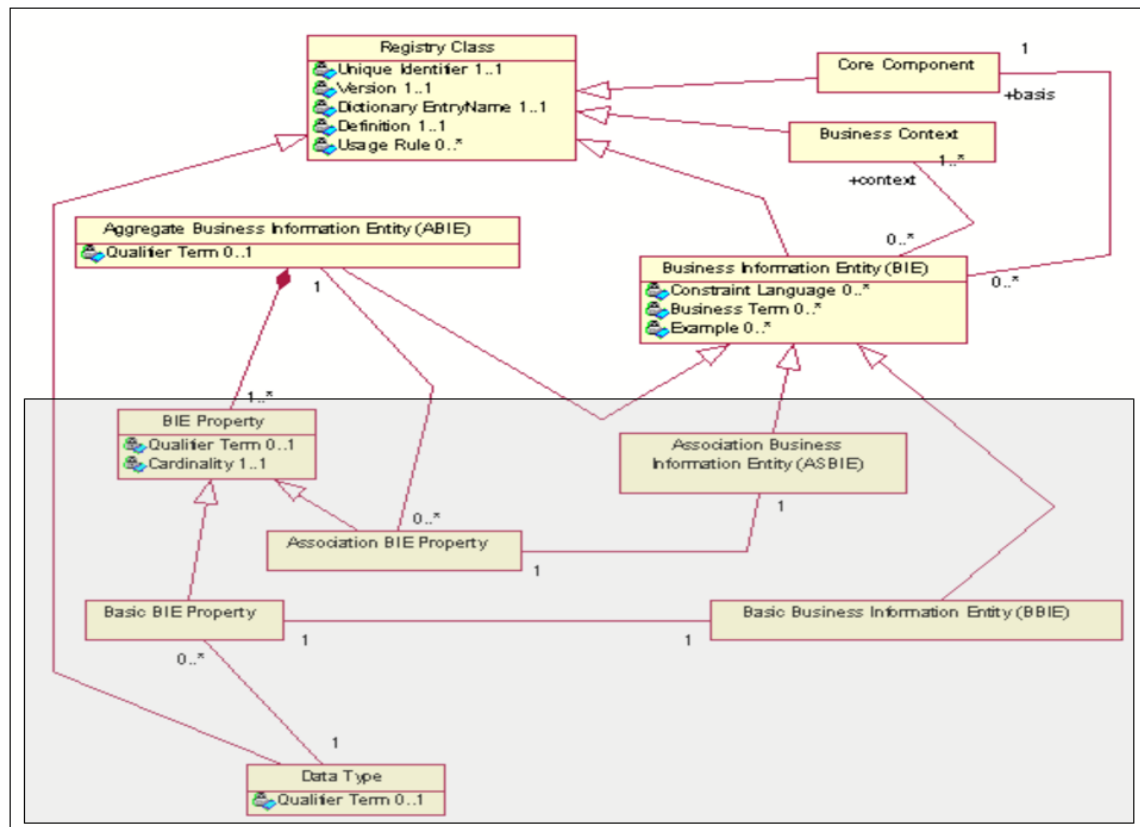 Registry Class
Unique Identifier 1..1
Version 1..1
Dictionary EntryName 1..1
Definition 1..1
Usage Rule 0..*
1
Core Component
+basis
Business Context
1..*
+context
0..*
Aggregate Business Information Entity (ABIE)
Qualifier Term 0..1
1
Business Information Entity (BIE)
Constraint Language 0..*
Business Term 0..*
Example 0..*
0..*
1..*
BIE Property
Qualifier Term 0..1
Cardinality 1..1
Association Business
Information Entity (ASBIE)
1
0..*
Association BIE Property
1
Basic BIE Property
1
1
Basic Business Information Entity (BBIE)
0..*
1
Data Type
Qualifier Term 0..1